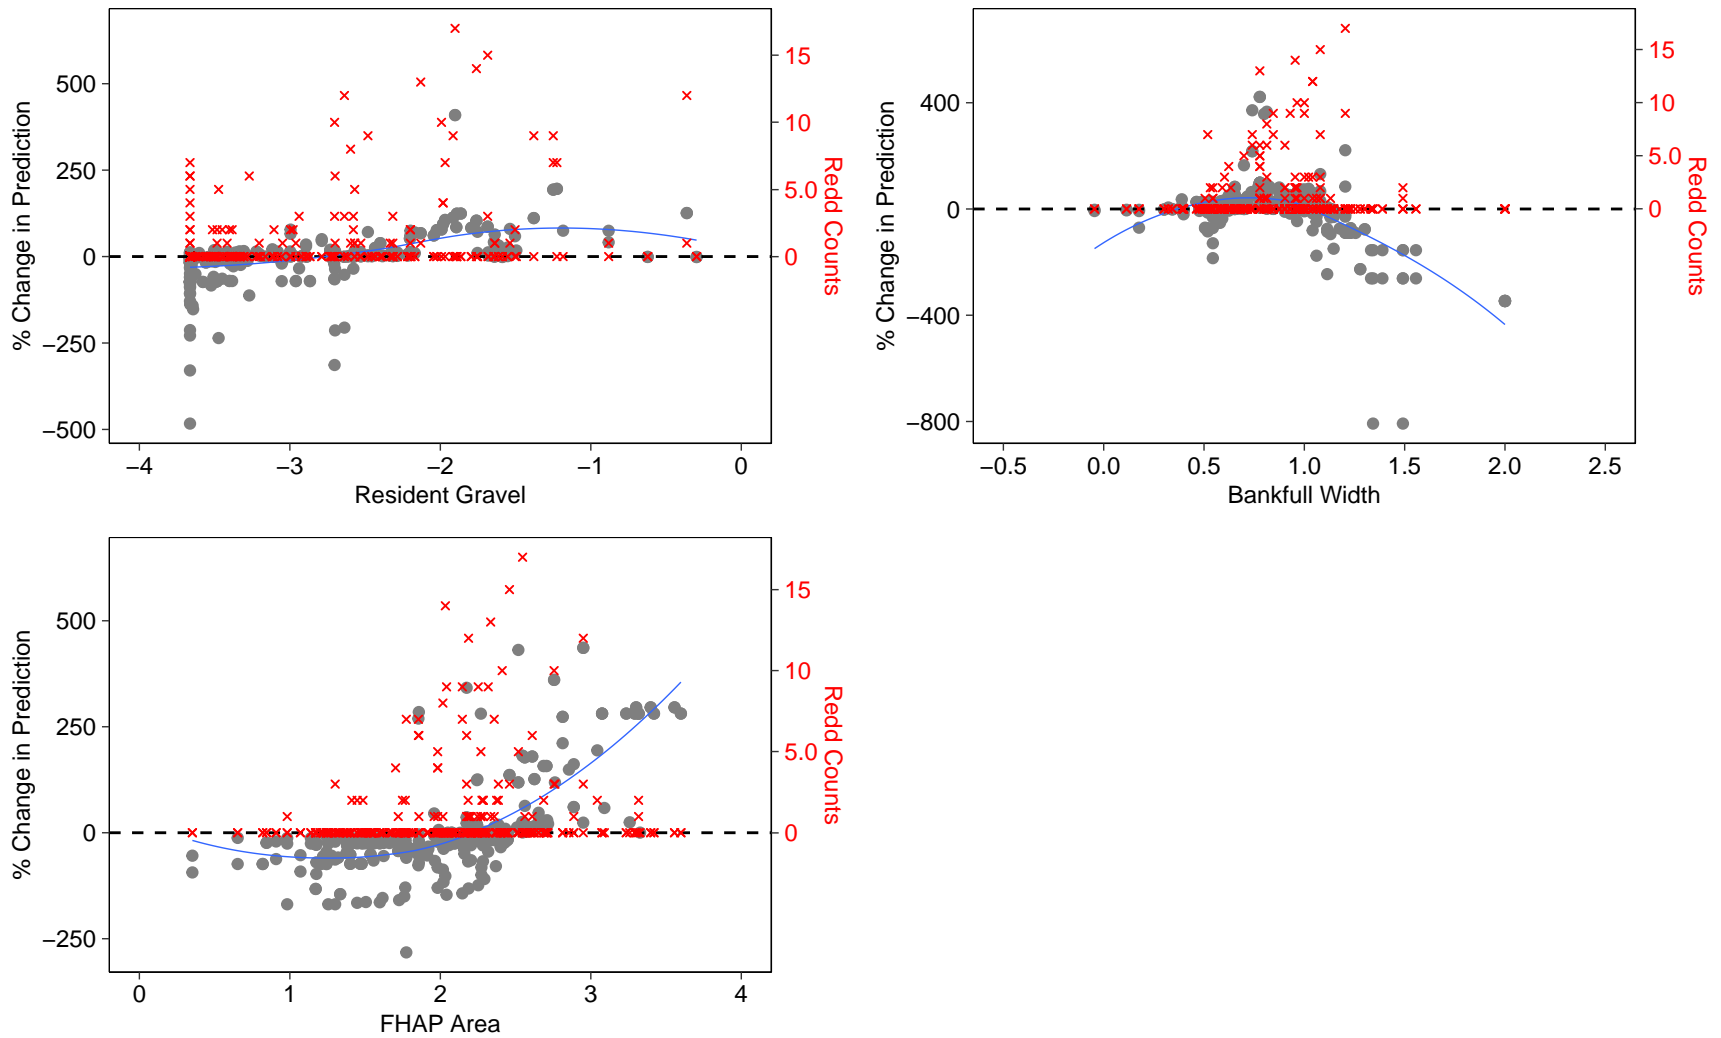 % Change in Prediction
500
250
0
−250
−500
15
10
5.0
0
Redd Counts
−4 −3 −2 −1 0
Resident Gravel
% Change in Prediction
400
0
−400
−800
15
10
5.0
0
Redd Counts
−0.5 0.0 0.5 1.0 1.5 2.0 2.5
Bankfull Width
% Change in Prediction
500
250
0
−250
15
10
5.0
0
Redd Counts
0 1 2 3 4
FHAP Area